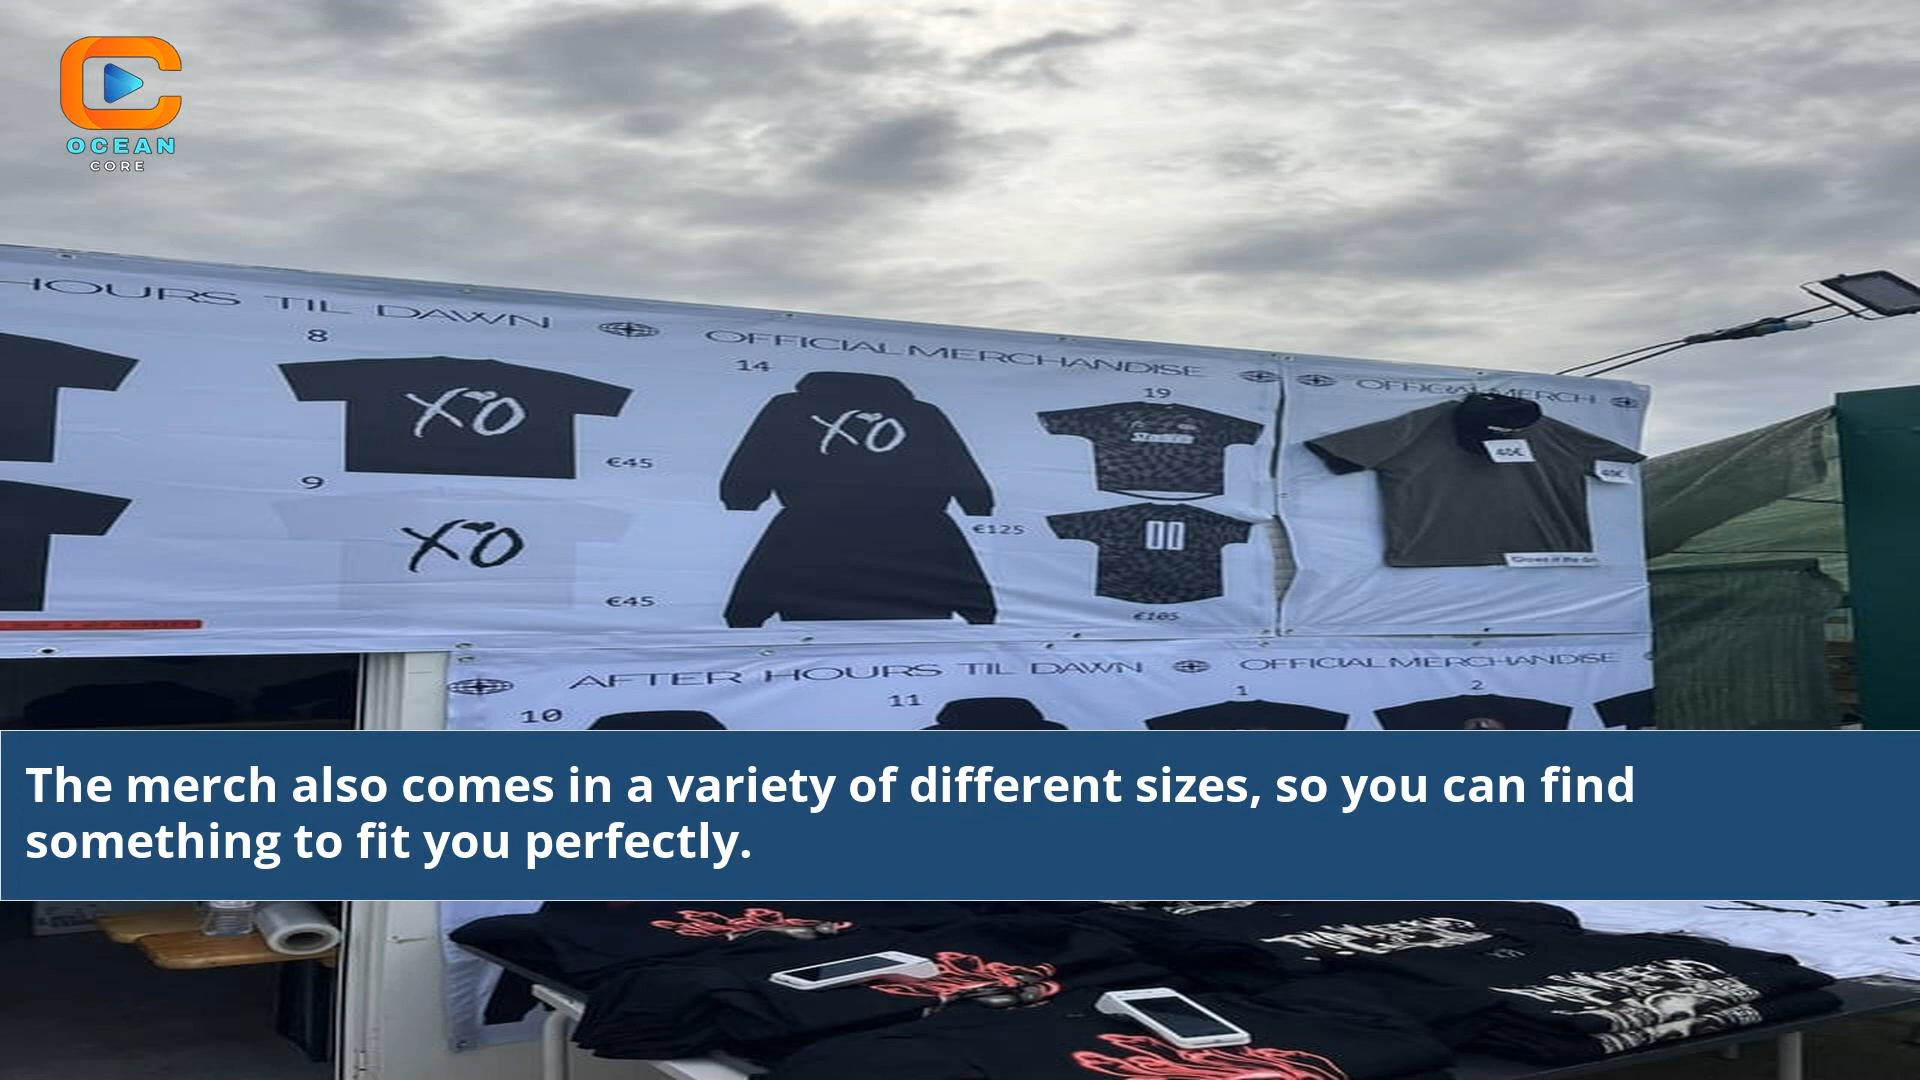 OCEAN
CORE
HOURS TIL DAWN
OFFICIAL MERCHANDISE
OFFICIAL MERCH
8
14
19
XO
XO
40€
40€
€45
9
XO
€125
00
€45
€105
AFTER HOURS TIL DAWN
OFFICIAL MERCHANDISE
10
11
1
2
The merch also comes in a variety of different sizes, so you can find
something to fit you perfectly.